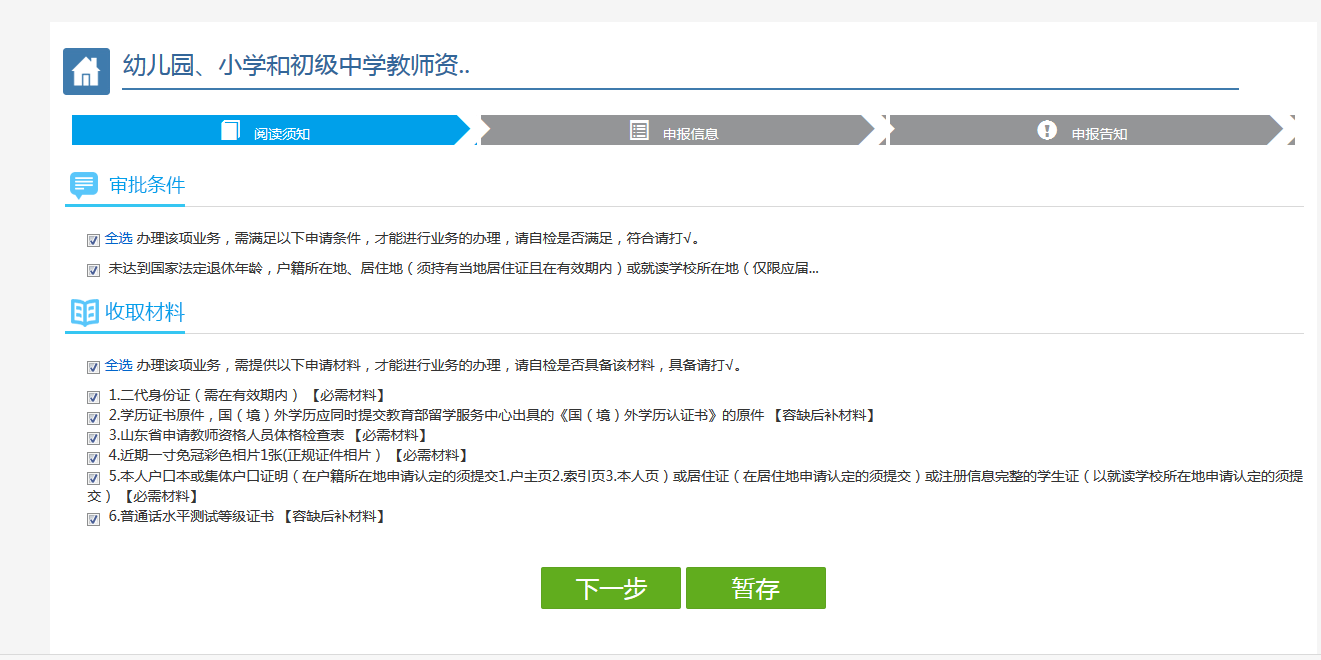 幼儿园、小学和初级中学教师资..
阅读须知
申报信息
申报告知
审批条件
全选 办理该项业务，需满足以下申请条件，才能进行业务的办理，请自检是否满足，符合请打√。
未达到国家法定退休年龄，户籍所在地、居住地（须持有当地居住证且在有效期内）或就读学校所在地（仅限应届...
收取材料
全选 办理该项业务，需提供以下申请材料，才能进行业务的办理，请自检是否具备该材料，具备请打√。
1.二代身份证（需在有效期内） 【必需材料】
2.学历证书原件，国（境）外学历应同时提交教育部留学服务中心出具的《国（境）外学历认证书》的原件 【容缺后补材料】
3.山东省申请教师资格人员体格检查表 【必需材料】
4.近期一寸免冠彩色相片1张(正规证件相片 ） 【必需材料】
5.本人户口本或集体户口证明（在户籍所在地申请认定的须提交1.户主页2.索引页3.本人页）或居住证（在居住地申请认定的须提交）或注册信息完整的学生证（以就读学校所在地申请认定的须提
交） 【必需材料】
6.普通话水平测试等级证书 【容缺后补材料】
下一步
暂存